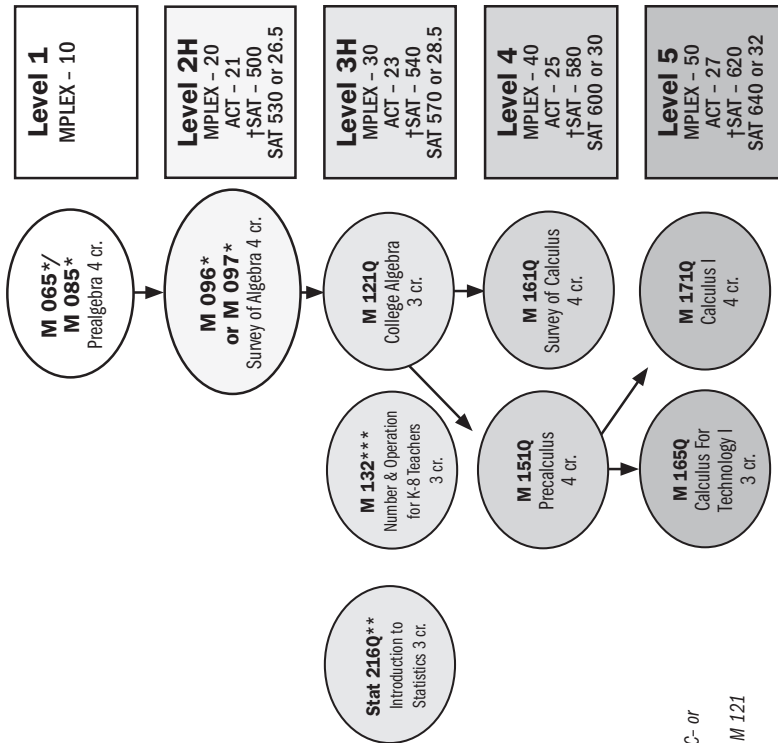 M 065*/
M 085*
Prealgebra 4 cr.
Level 1
MPLEX – 10
M 096*
or M 097*
Survey of Algebra 4 cr.
Level 2H
MPLEX – 20
ACT – 21
†SAT – 500
SAT 530 or 26.5
Stat 216Q**
Introduction to
Statistics 3 cr.
M 132***
Number & Operation
for K-8 Teachers
3 cr.
M 121Q
College Algebra
3 cr.
Level 3H
MPLEX – 30
ACT – 23
†SAT – 540
SAT 570 or 28.5
M 151Q
Precalculus
4 cr.
M 161Q
Survey of Calculus
4 cr.
Level 4
MPLEX – 40
ACT – 25
†SAT – 580
SAT 600 or 30
M 165Q
Calculus For
Technology I
3 cr.
M 171Q
Calculus I
4 cr.
Level 5
MPLEX – 50
ACT – 27
†SAT – 620
SAT 640 or 32
C- or
M 121